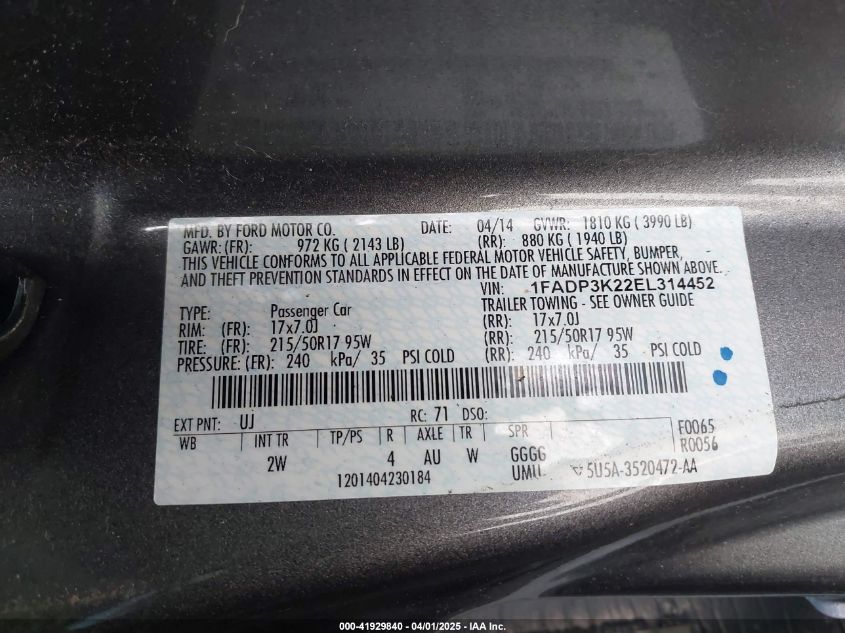 MFD. BY FORD MOTOR CO. DATE: 04/14 GVWR: 1810 KG ( 3990 LB)
GAWR: (FR): 972 KG ( 2143 LB) (RR): 880 KG ( 1940 LB)
THIS VEHICLE CONFORMS TO ALL APPLICABLE FEDERAL MOTOR VEHICLE SAFETY, BUMPER,
AND THEFT PREVENTION STANDARDS IN EFFECT ON THE DATE OF MANUFACTURE SHOWN ABOVE.
VIN: 1FADP3K22EL314452
TYPE: Passenger Car TRAILER TOWING - SEE OWNER GUIDE
RIM: (FR): 17x7.0J (RR): 17x7.0J
TIRE: (FR): 215/50R17 95W (RR): 215/50R17 95W
PRESSURE: (FR): 240 kPa/ 35 PSI COLD (RR): 240 kPa/ 35 PSI COLD
EXT PNT: UJ RC: 71 DSO:
WB INT TR TP/PS R AXLE TR SPR F0065
2W 4 AU W GGGG R0056
1201404230184 UMII 5U5A-3520472-AA
000-41929840 - 04/01/2025 - IAA Inc.